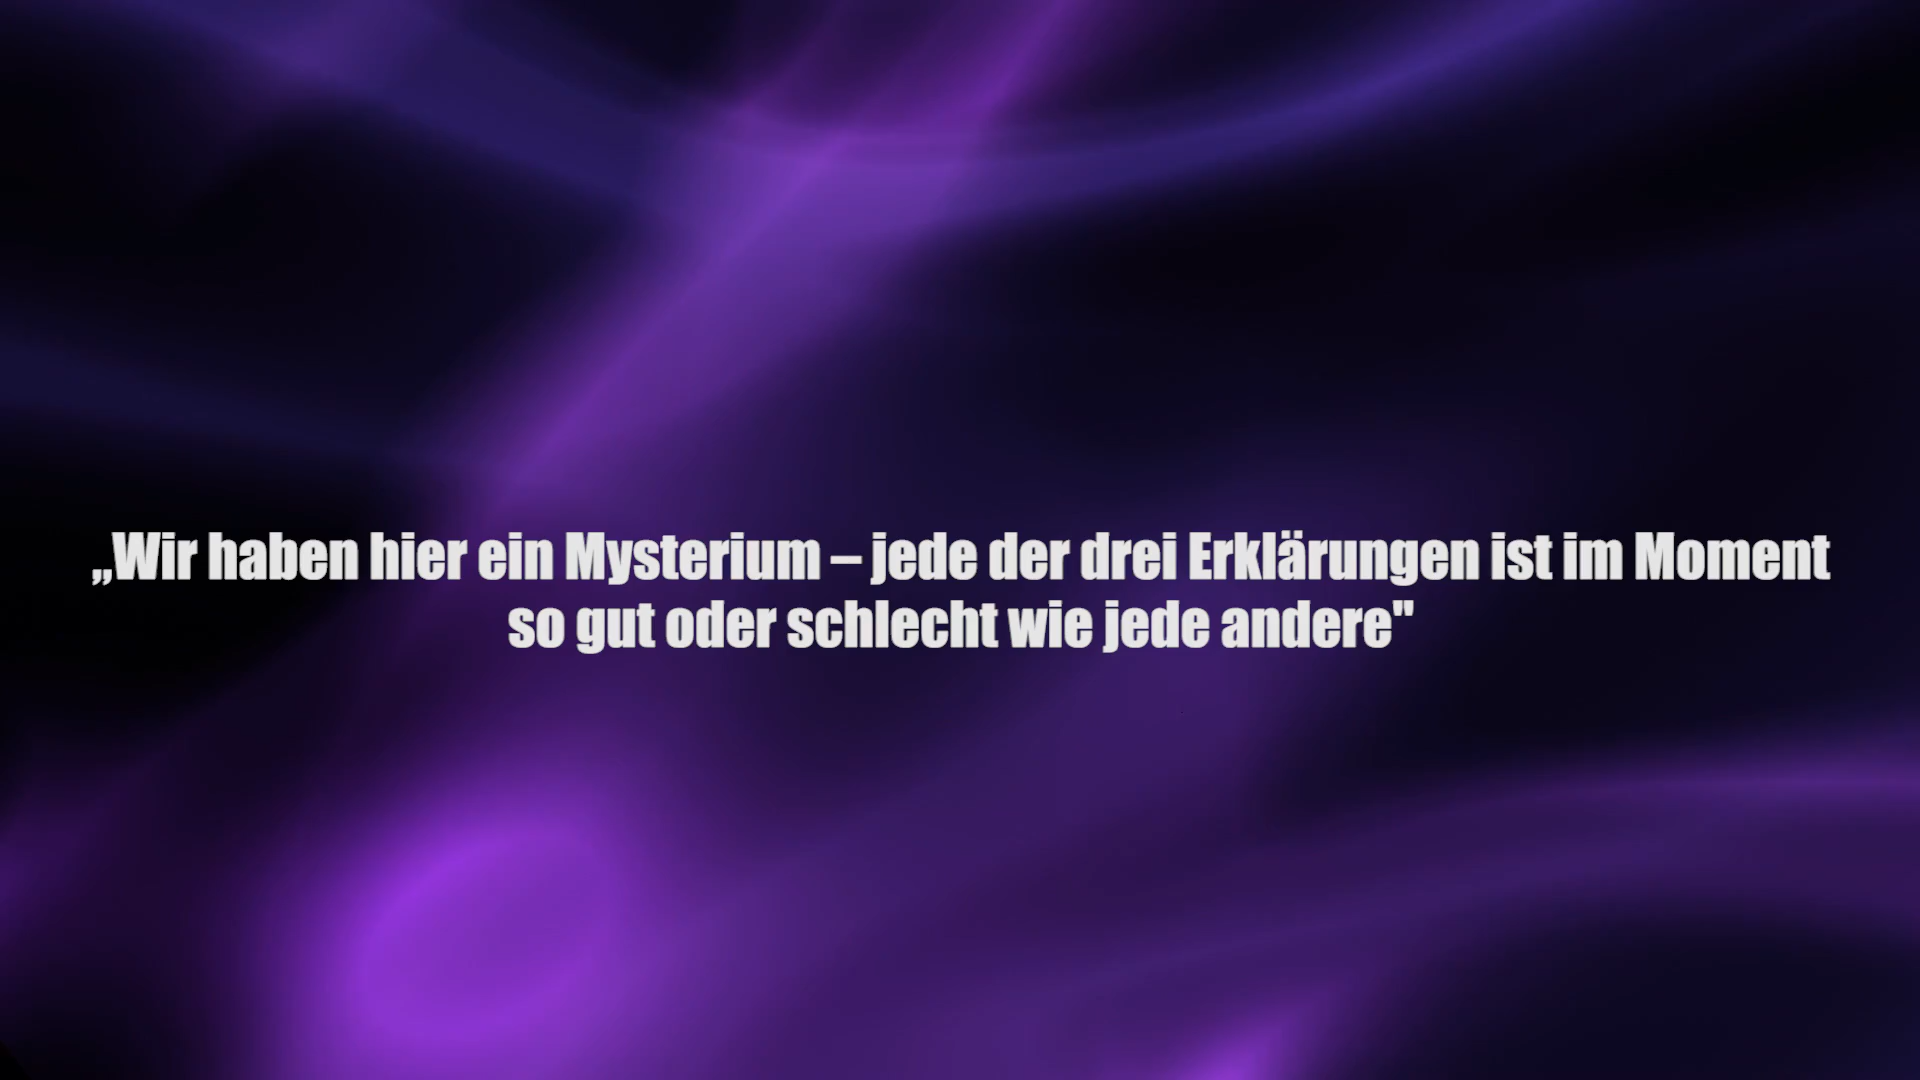 „Wir haben hier ein Mysterium – jede der drei Erklärungen ist im Moment
so gut oder schlecht wie jede andere"